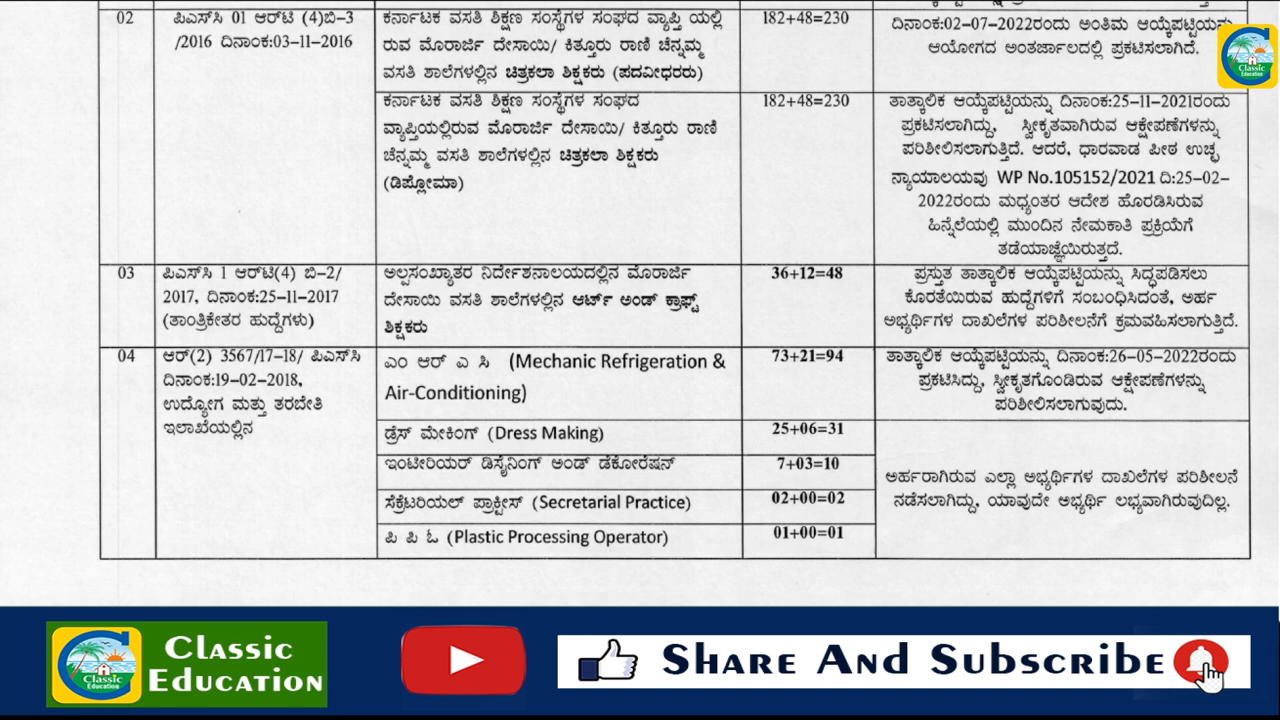 02
ಪಿಎಸ್‌ಸಿ 01 ಆರ್‌ಟಿ (4)ಬಿ-3
/2016 ದಿನಾಂಕ:03-11-2016
ಕರ್ನಾಟಕ ವಸತಿ ಶಿಕ್ಷಣ ಸಂಸ್ಥೆಗಳ ಸಂಘದ ವ್ಯಾಪ್ತಿ ಯಲ್ಲಿ
ರುವ ಮೊರಾರ್ಜಿ ದೇಸಾಯಿ/ ಕಿತ್ತೂರು ರಾಣಿ ಚೆನ್ನಮ್ಮ
ವಸತಿ ಶಾಲೆಗಳಲ್ಲಿನ ಚಿತ್ರಕಲಾ ಶಿಕ್ಷಕರು (ಪದವೀಧರರು)
182+48=230
ದಿನಾಂಕ:02-07-2022ರಂದು ಅಂತಿಮ ಆಯ್ಕೆಪಟ್ಟಿಯನ್ನು
ಆಯೋಗದ ಅಂತರ್ಜಾಲದಲ್ಲಿ ಪ್ರಕಟಿಸಲಾಗಿದೆ.
Classic
Education
ಕರ್ನಾಟಕ ವಸತಿ ಶಿಕ್ಷಣ ಸಂಸ್ಥೆಗಳ ಸಂಘದ
ವ್ಯಾಪ್ತಿಯಲ್ಲಿರುವ ಮೊರಾರ್ಜಿ ದೇಸಾಯಿ/ ಕಿತ್ತೂರು ರಾಣಿ
ಚೆನ್ನಮ್ಮ ವಸತಿ ಶಾಲೆಗಳಲ್ಲಿನ ಚಿತ್ರಕಲಾ ಶಿಕ್ಷಕರು
(ಡಿಪ್ಲೋಮಾ)
182+48=230
ತಾತ್ಕಾಲಿಕ ಆಯ್ಕೆಪಟ್ಟಿಯನ್ನು ದಿನಾಂಕ:25-11-2021ರಂದು
ಪ್ರಕಟಿಸಲಾಗಿದ್ದು, ಸ್ವೀಕೃತವಾಗಿರುವ ಆಕ್ಷೇಪಣೆಗಳನ್ನು
ಪರಿಶೀಲಿಸಲಾಗುತ್ತಿದೆ. ಆದರೆ, ಧಾರವಾಡ ಪೀಠ ಉಚ್ಛ
ನ್ಯಾಯಾಲಯವು WP No.105152/2021 ದಿ:25-02-
2022ರಂದು ಮಧ್ಯಂತರ ಆದೇಶ ಹೊರಡಿಸಿರುವ
ಹಿನ್ನೆಲೆಯಲ್ಲಿ ಮುಂದಿನ ನೇಮಕಾತಿ ಪ್ರಕ್ರಿಯೆಗೆ
ತಡೆಯಾಜ್ಞೆಯಿರುತ್ತದೆ.
03
ಪಿಎಸ್‌ಸಿ 1 ಆರ್‌ಟಿ(4) ಬಿ-2/
2017, ದಿನಾಂಕ:25-11-2017
(ತಾಂತ್ರಿಕೇತರ ಹುದ್ದೆಗಳು)
ಅಲ್ಪಸಂಖ್ಯಾತರ ನಿರ್ದೇಶನಾಲಯದಲ್ಲಿನ ಮೊರಾರ್ಜಿ
ದೇಸಾಯಿ ವಸತಿ ಶಾಲೆಗಳಲ್ಲಿನ ಆರ್ಟ್ ಅಂಡ್ ಕ್ರಾಫ್ಟ್
ಶಿಕ್ಷಕರು
36+12=48
ಪ್ರಸ್ತುತ ತಾತ್ಕಾಲಿಕ ಆಯ್ಕೆಪಟ್ಟಿಯನ್ನು ಸಿದ್ಧಪಡಿಸಲು
ಕೊರತೆಯಿರುವ ಹುದ್ದೆಗಳಿಗೆ ಸಂಬಂಧಿಸಿದಂತೆ, ಅರ್ಹ
ಅಭ್ಯರ್ಥಿಗಳ ದಾಖಲೆಗಳ ಪರಿಶೀಲನೆಗೆ ಕ್ರಮವಹಿಸಲಾಗುತ್ತಿದೆ.
04
ಆರ್(2) 3567/17-18/ ಪಿಎಸ್‌ಸಿ
ದಿನಾಂಕ:19-02-2018,
ಉದ್ಯೋಗ ಮತ್ತು ತರಬೇತಿ
ಇಲಾಖೆಯಲ್ಲಿನ
ಎಂ ಆರ್ ಎ ಸಿ (Mechanic Refrigeration &
Air-Conditioning)
73+21=94
ತಾತ್ಕಾಲಿಕ ಆಯ್ಕೆಪಟ್ಟಿಯನ್ನು ದಿನಾಂಕ:26-05-2022ರಂದು
ಪ್ರಕಟಿಸಿದ್ದು, ಸ್ವೀಕೃತಗೊಂಡಿರುವ ಆಕ್ಷೇಪಣೆಗಳನ್ನು
ಪರಿಶೀಲಿಸಲಾಗುವುದು.
ಡ್ರೆಸ್ ಮೇಕಿಂಗ್ (Dress Making)
25+06=31
ಇಂಟೀರಿಯರ್ ಡಿಸೈನಿಂಗ್ ಅಂಡ್ ಡೆಕೋರೆಷನ್
7+03=10
ಸೆಕ್ರೆಟರಿಯಲ್ ಪ್ರಾಕ್ಟೀಸ್ (Secretarial Practice)
02+00=02
ಪಿ ಪಿ ಓ (Plastic Processing Operator)
01+00=01
ಅರ್ಹರಾಗಿರುವ ಎಲ್ಲಾ ಅಭ್ಯರ್ಥಿಗಳ ದಾಖಲೆಗಳ ಪರಿಶೀಲನೆ
ನಡೆಸಲಾಗಿದ್ದು, ಯಾವುದೇ ಅಭ್ಯರ್ಥಿ ಲಭ್ಯವಾಗಿರುವುದಿಲ್ಲ.
Classic
Education
Classic
Education
Share And Subscribe